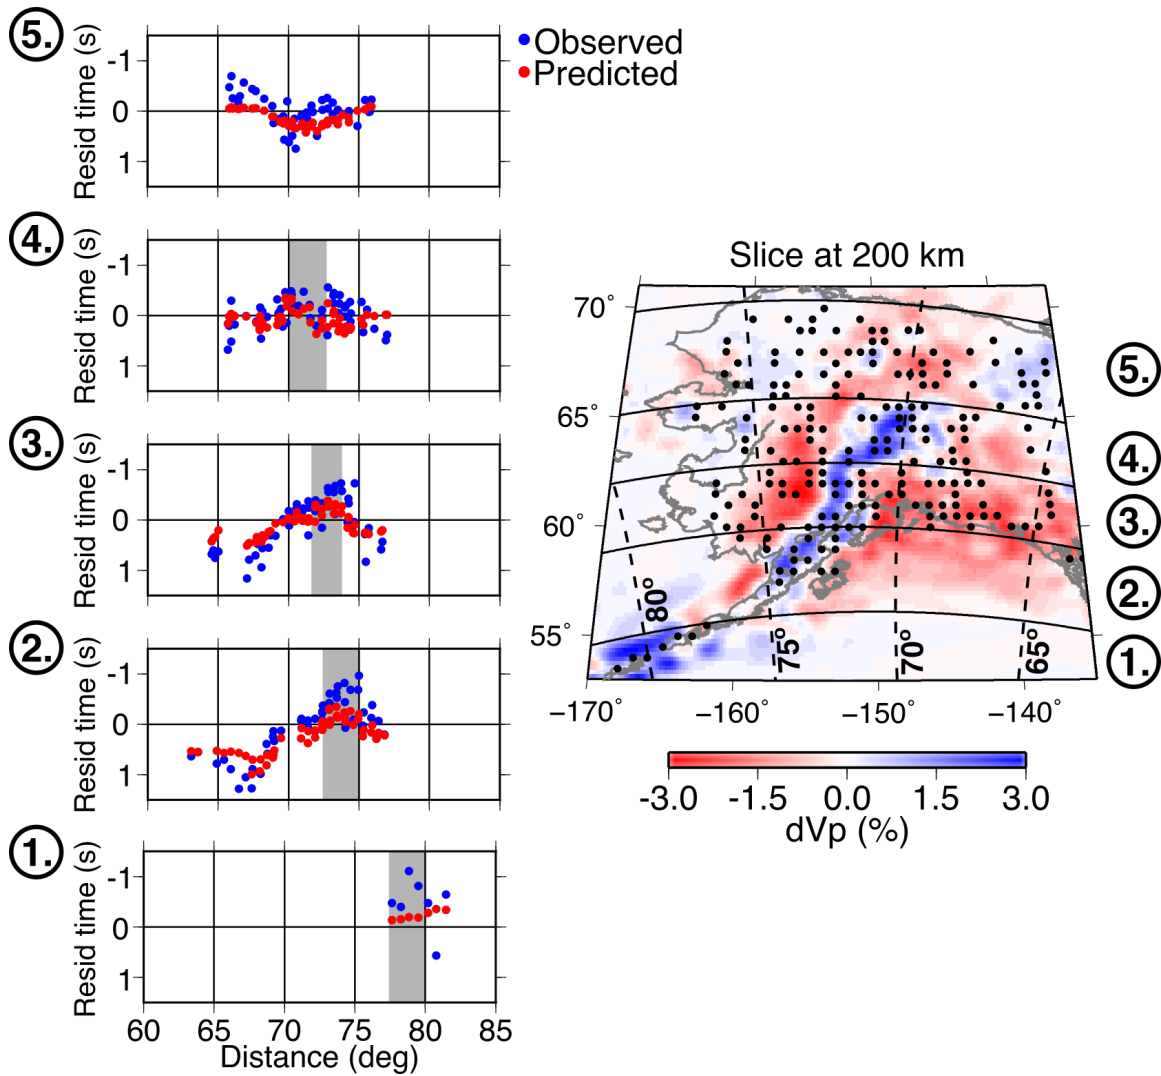 5.
Resid time (s)
-1
0
1
Observed
Predicted
4.
Resid time (s)
-1
0
1
3.
Resid time (s)
-1
0
1
2.
Resid time (s)
-1
0
1
1.
Resid time (s)
-1
0
1
60 65 70 75 80 85
Distance (deg)
Slice at 200 km
70°
65°
60°
55°
80°
75°
70°
65°
5.
4.
3.
2.
1.
−170° −160° −150° −140°
-3.0 -1.5 0.0 1.5 3.0
dVp (%)